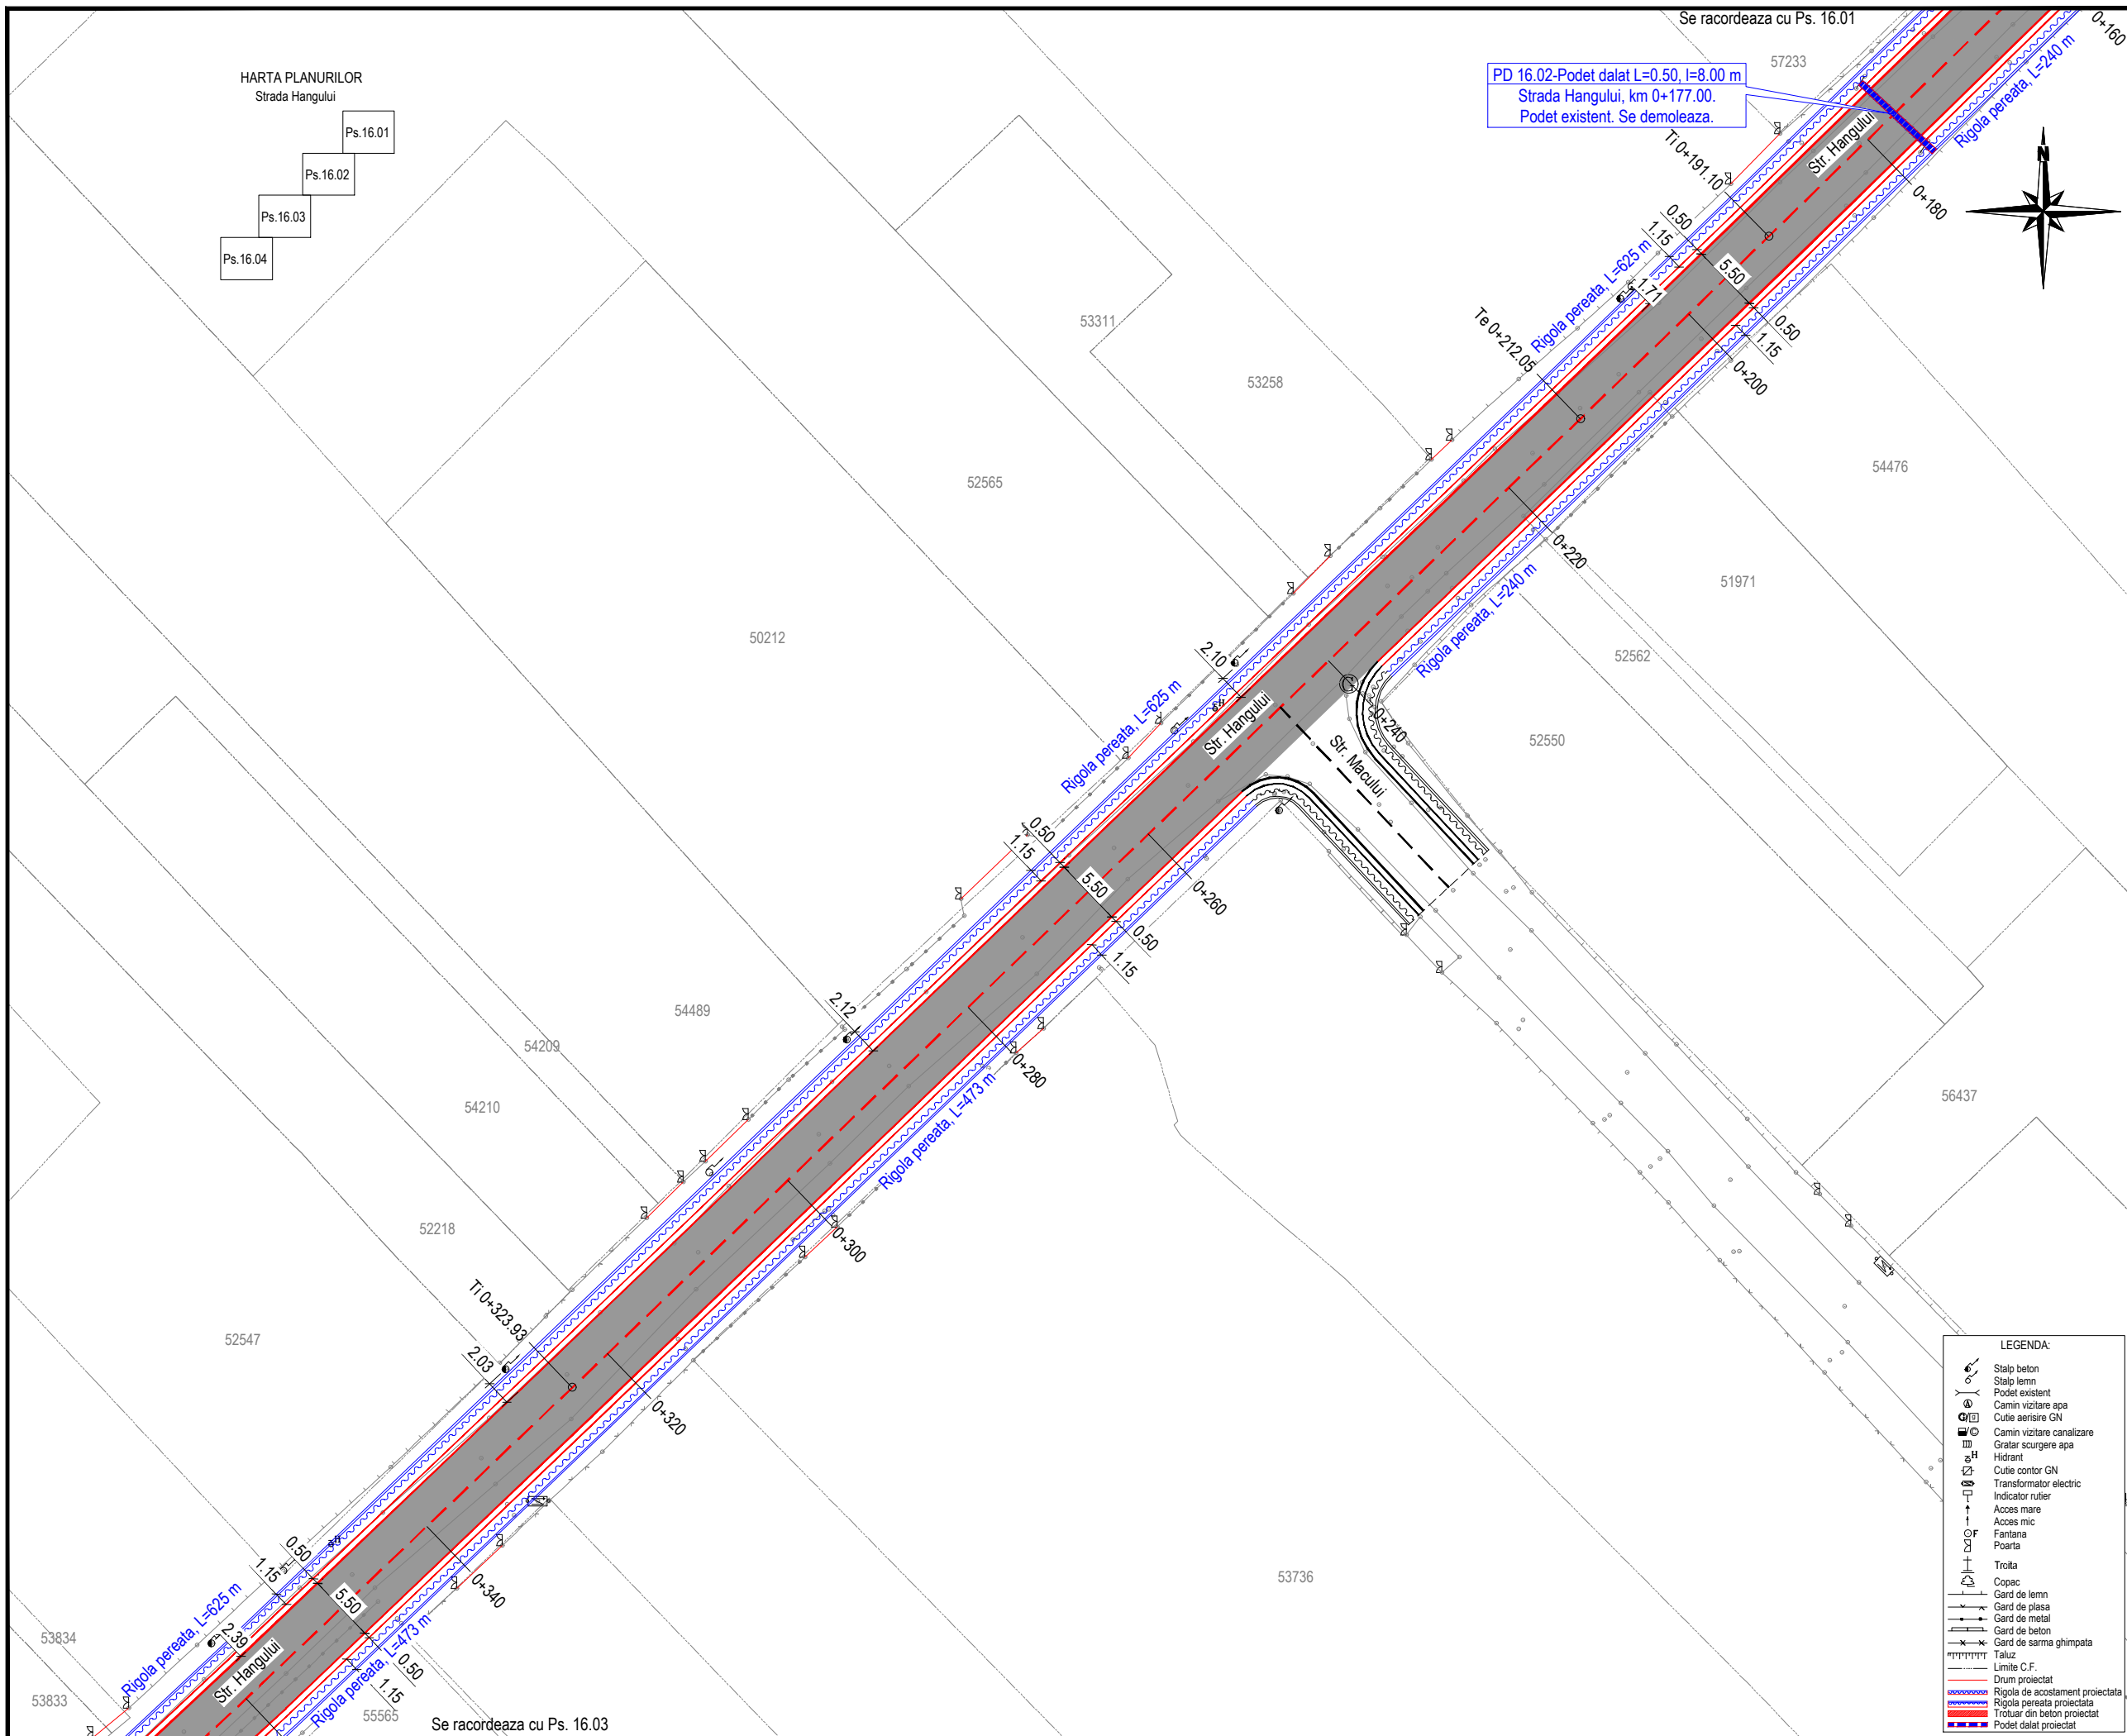 Se racordeaza cu Ps. 16.01
HARTA PLANURILOR
Strada Hangului
Ps.16.01
Ps.16.02
Ps.16.03
Ps.16.04
PD 16.02-Podet dalat L=0.50, l=8.00 m
Strada Hangului, km 0+177.00.
Podet existent. Se demoleaza.
57233
0+160
Rigola pereata, L=240 m
N
Str. Hangului
Ti 0+191.10
0+180
0.50
1.15
5.50
1.71
0.50
1.15
0+200
Rigola pereata, L=625 m
Te 0+212.05
53311
53258
52565
54476
0+220
51971
Rigola pereata, L=240 m
50212
52562
2.10
Rigola pereata, L=625 m
H
Str. Hangului
0+240
Str. Macului
52550
0.50
1.15
5.50
0+260
0.50
1.15
2.12
54489
54209
0+280
54210
56437
Rigola pereata, L=473 m
52218
0+300
Ti 0+323.93
52547
2.03
0+320
H
0.50
1.15
5.50
0+340
53736
Rigola pereata, L=625 m
53834
2.39
Str. Hangului
Rigola pereata, L=473 m
0.50
1.15
53833
55565
Se racordeaza cu Ps. 16.03
LEGENDA:
Stalp beton
Stalp lemn
Podet existent
Camin vizitare apa
Cutie aerisire GN
Camin vizitare canalizare
Gratar scurgere apa
H Hidrant
Cutie contor GN
Transformator electric
Indicator rutier
Acces mare
Acces mic
F Fantana
Poarta
Troita
Copac
Gard de lemn
Gard de plasa
Gard de metal
Gard de beton
Gard de sarma ghimpata
Taluz
Limite C.F.
Drum proiectat
Rigola de acostament proiectata
Rigola pereata proiectata
Trotuar din beton proiectat
Podet dalat proiectat